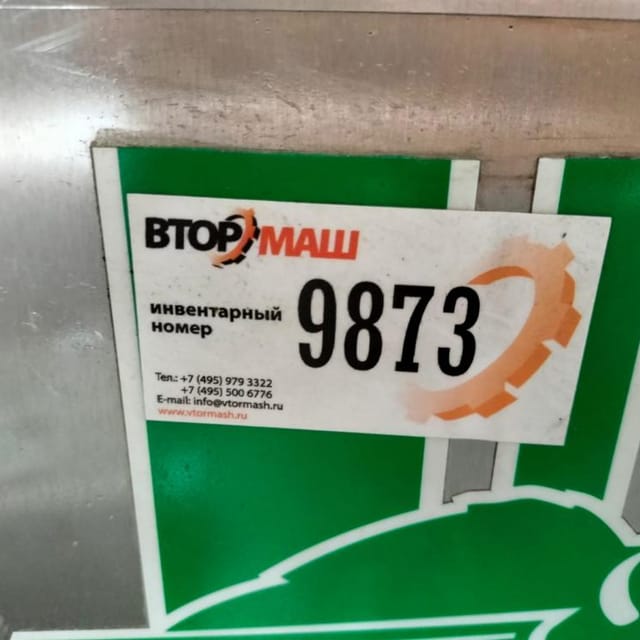 ВТОРМАШ
инвентарный
номер
9873
Тел.: +7 (495) 979 3322
+7 (495) 500 6776
E-mail: info@vtormash.ru
www.vtormash.ru